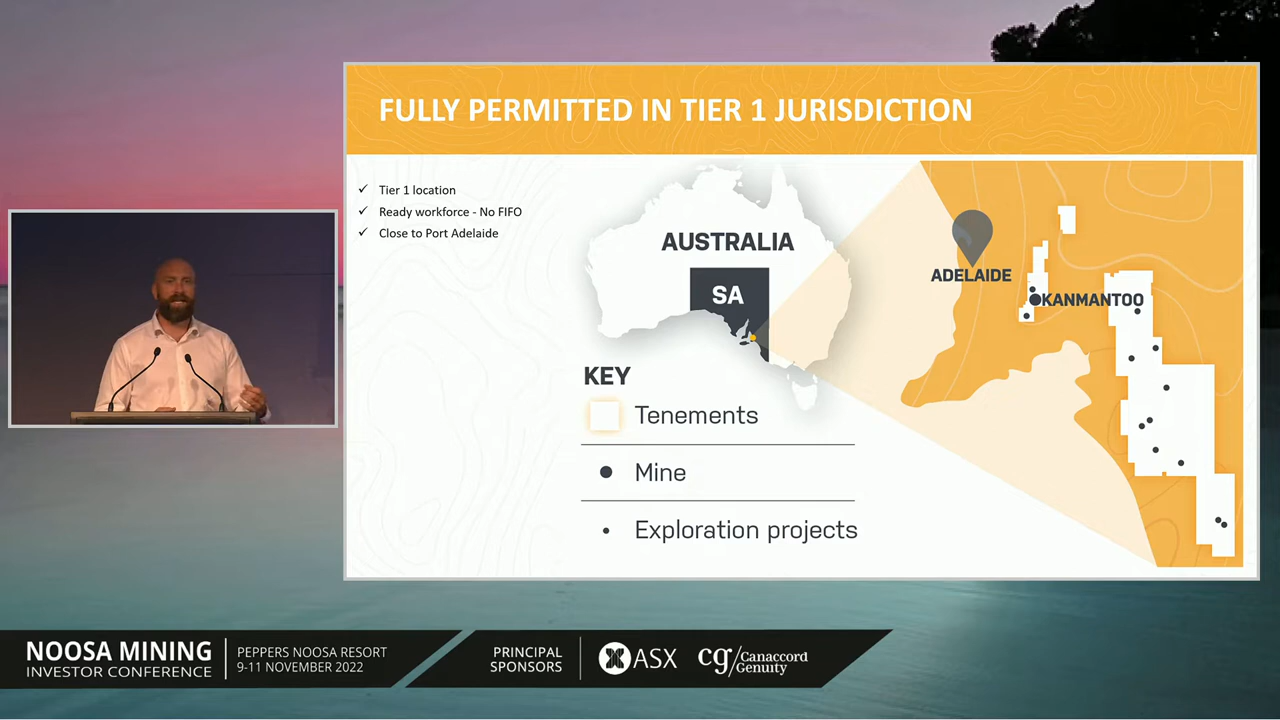 FULLY PERMITTED IN TIER 1 JURISDICTION
✓ Tier 1 location
✓ Ready workforce - No FIFO
✓ Close to Port Adelaide
AUSTRALIA
SA
ADELAIDE
KANMANTOO
KEY
Tenements
Mine
Exploration projects
NOOSA MINING
INVESTOR CONFERENCE
PEPPERS NOOSA RESORT
9-11 NOVEMBER 2022
PRINCIPAL
SPONSORS
ASX
cg/Canaccord
Genuity